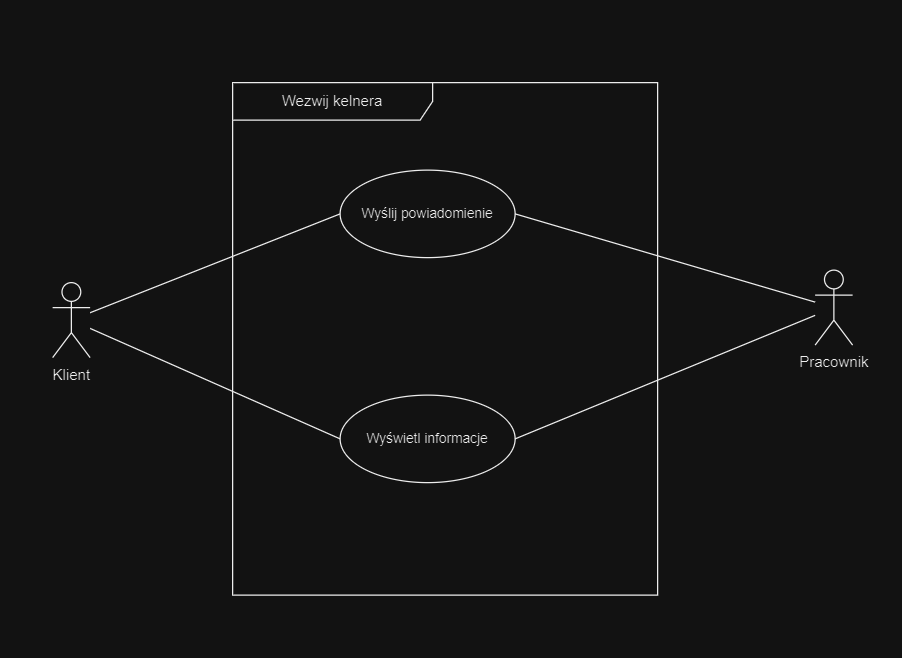 Wezwij kelnera
Wyślij powiadomienie
Klient
Pracownik
Wyświetl informacje